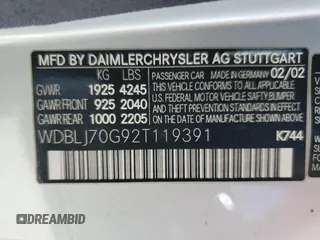 MFD BY DAIMLERCHRYSLER AG STUTTGART
KG LBS PASSENGER CAR MADE IN GERMANY 02/02
GVWR 1925 4245 THIS VEHICLE CONFORMS TO ALL APPLICABLE
GAWR FRONT 925 2040 U.S. FEDERAL MOTOR VEHICLE SAFETY BUMPER AND
GAWR REAR 1000 2205 THEFT PREVENTION STANDARDS IN EFFECT ON THE DATE OF MANUFACTURE SHOWN ABOVE
WDBLJ70G92T119391 K744
DREAMBID